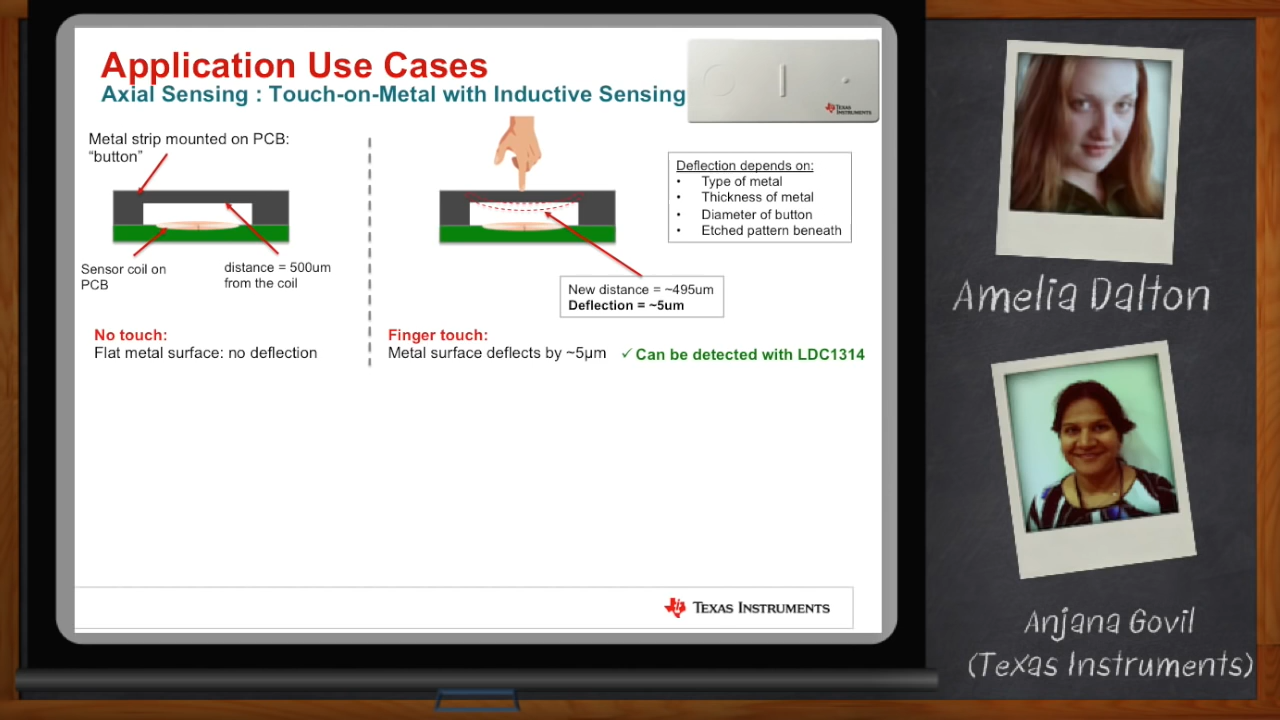 Application Use Cases
Axial Sensing : Touch-on-Metal with Inductive Sensing
TEXAS
INSTRUMENTS
Metal strip mounted on PCB:
“button”
Sensor coil on
PCB
distance = 500um
from the coil
No touch:
Flat metal surface: no deflection
Deflection depends on:
• Type of metal
• Thickness of metal
• Diameter of button
• Etched pattern beneath
New distance = ~495um
Deflection = ~5um
Finger touch:
Metal surface deflects by ~5µm
✓ Can be detected with LDC1314
TEXAS INSTRUMENTS
Amelia Dalton
Anjana Govil
(Texas Instruments)